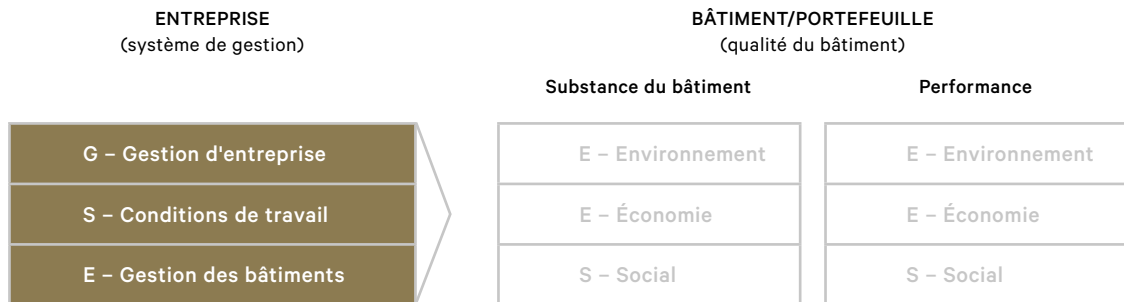 ENTREPRISE
(système de gestion)
BÂTIMENT/PORTEFEUILLE
(qualité du bâtiment)
Substance du bâtiment
Performance
G – Gestion d'entreprise
E – Environnement
E – Environnement
S – Conditions de travail
E – Économie
E – Économie
E – Gestion des bâtiments
S – Social
S – Social